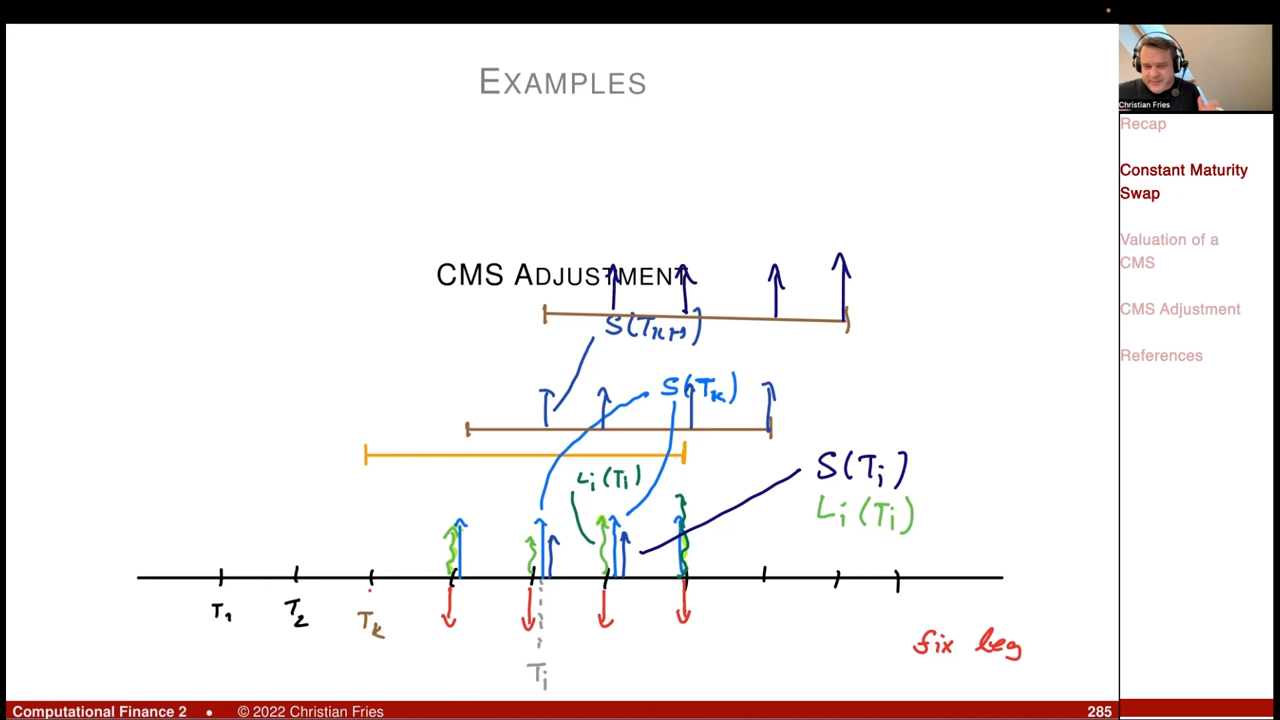 EXAMPLES
Christian Fries
Recap
Constant Maturity
Swap
Valuation of a
CMS
CMS Adjustment
References
CMS ADJUSTMENT
S(Tk+1)
S(Tk)
Li(Ti)
S(Ti)
Li(Ti)
T1
T2
Tk
Ti
fix leg
Computational Finance 2 • © 2022 Christian Fries
285